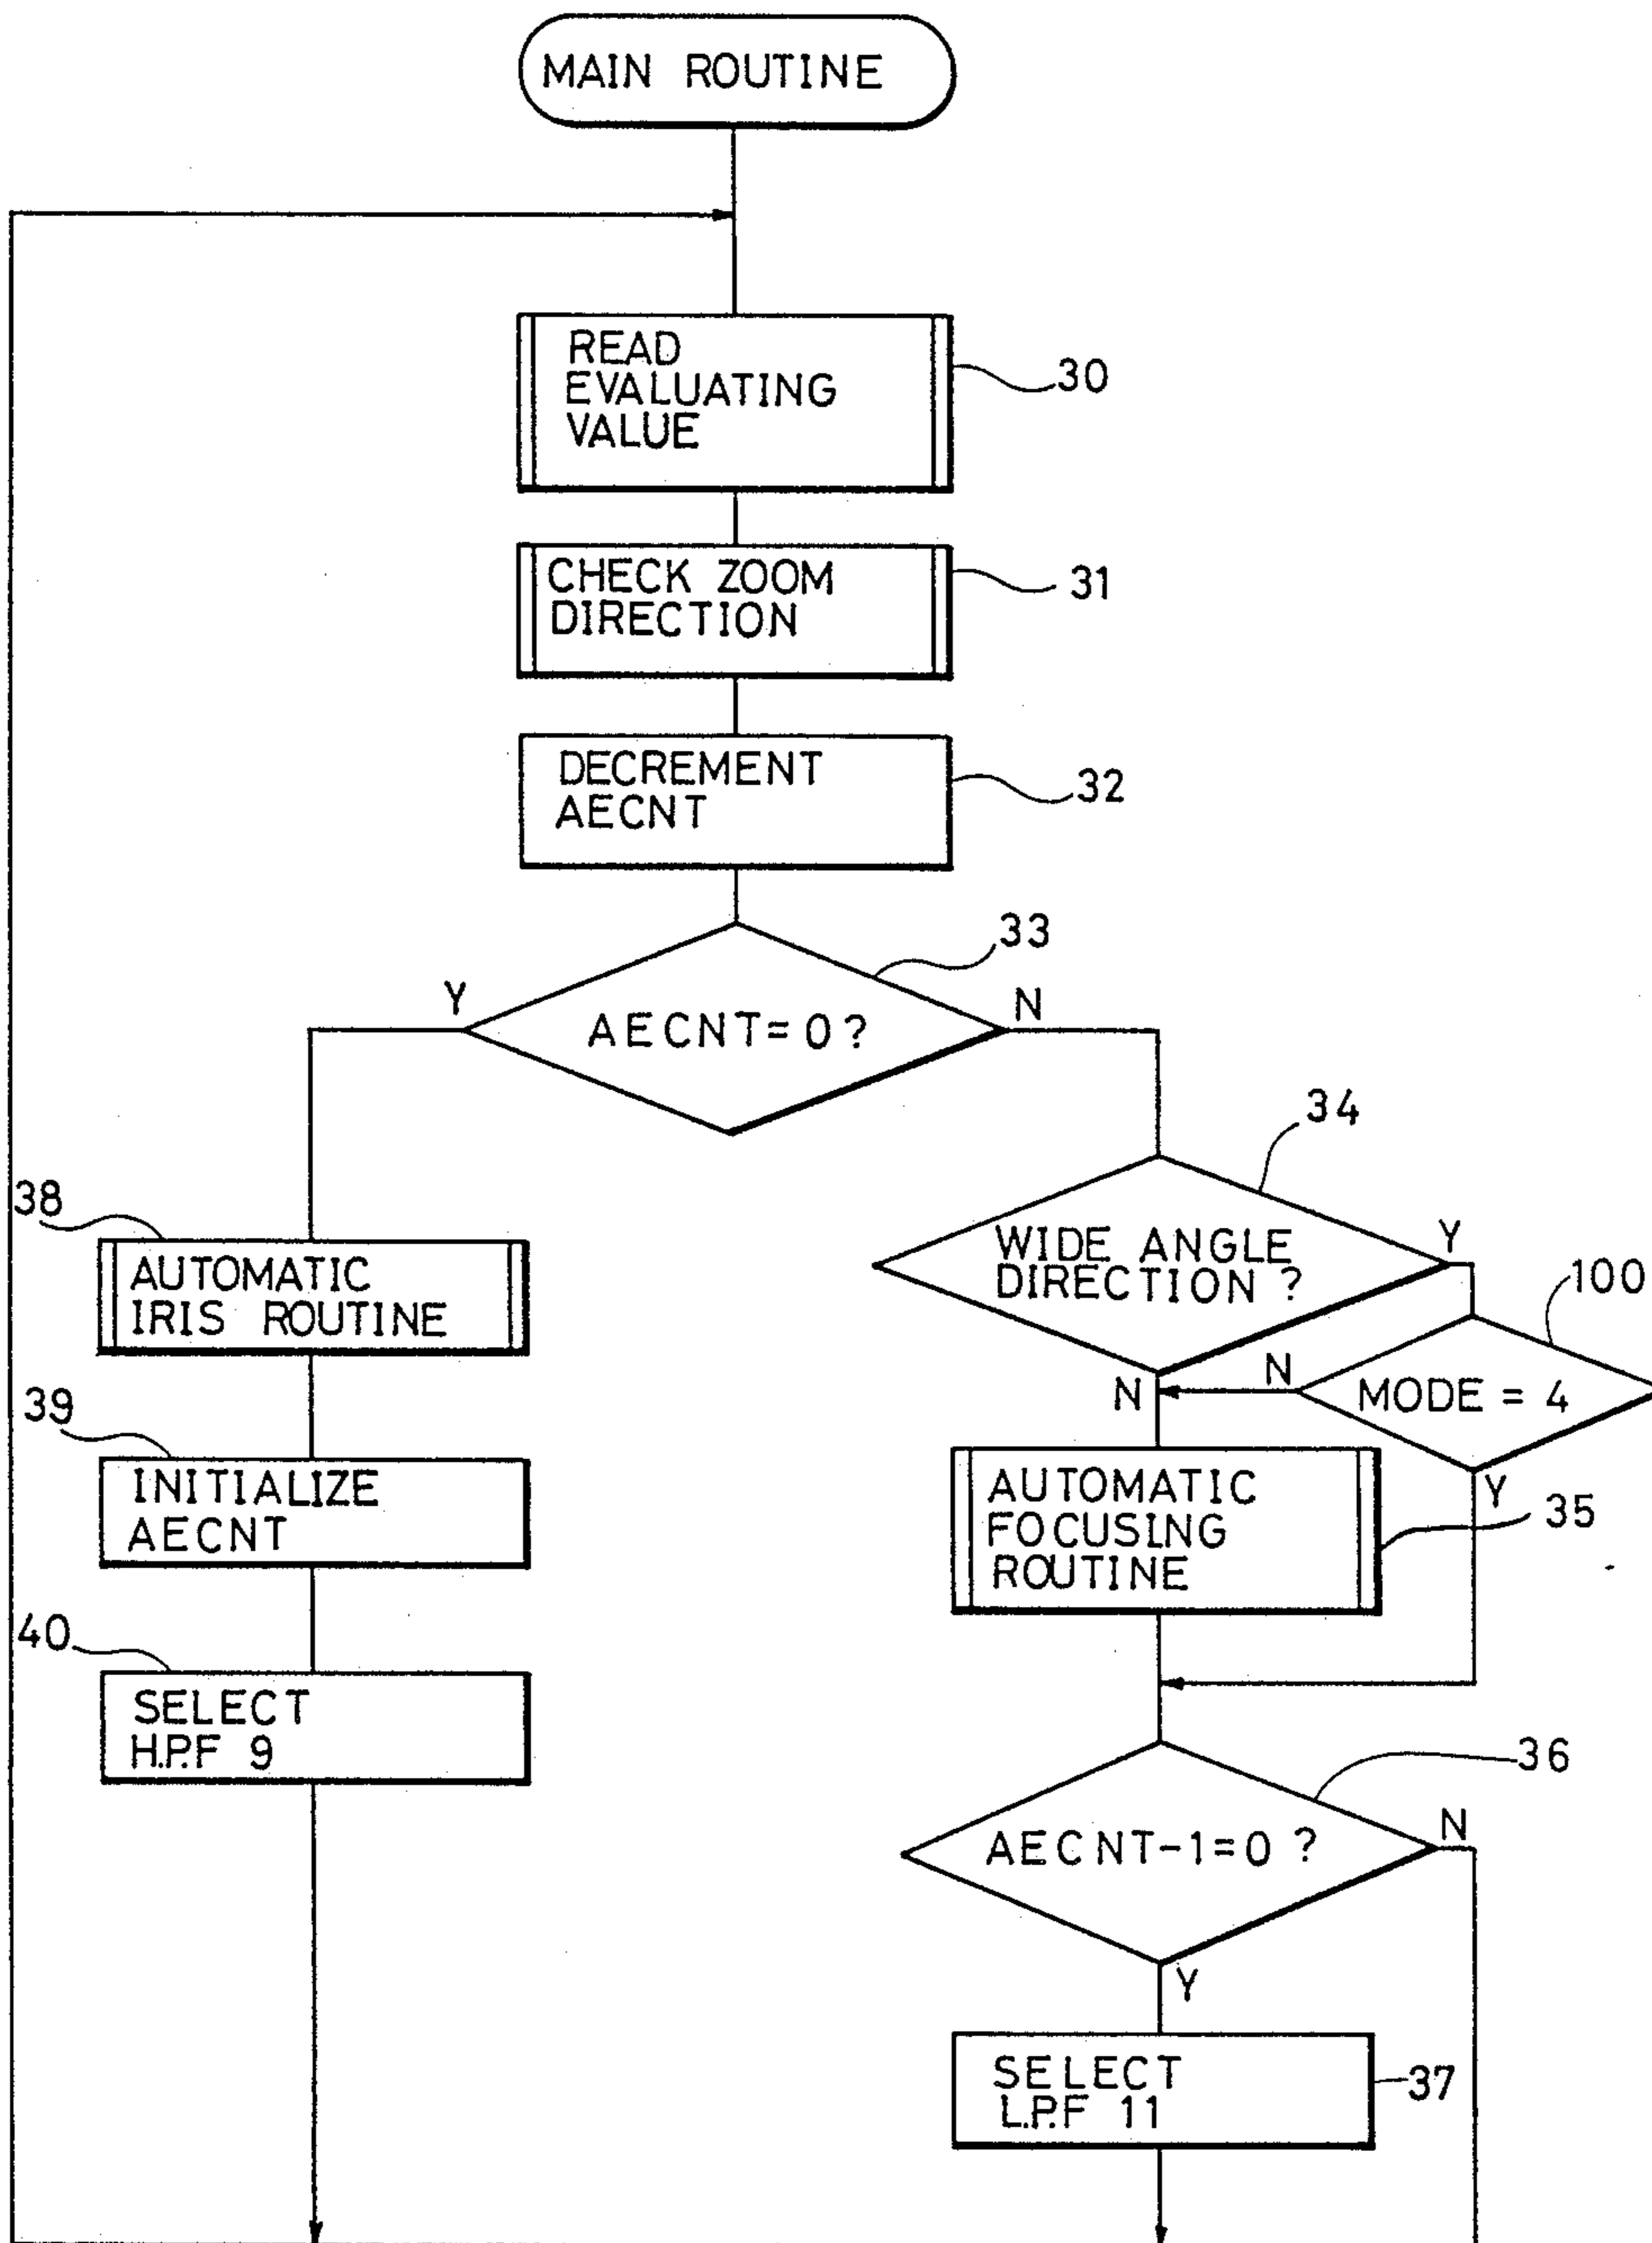 MAIN ROUTINE
READ
EVALUATING
VALUE
30
CHECK ZOOM
DIRECTION
31
DECREMENT
AECNT
32
33
Y
N
AECNT=0?
34
38
WIDE ANGLE
DIRECTION ?
Y
100
AUTOMATIC
IRIS ROUTINE
N
N
MODE = 4
39
INITIALIZE
AECNT
AUTOMATIC
FOCUSING
ROUTINE
Y
35
40
SELECT
H.P.F 9
36
N
AECNT-1=0 ?
Y
SELECT
L.P.F 11
37